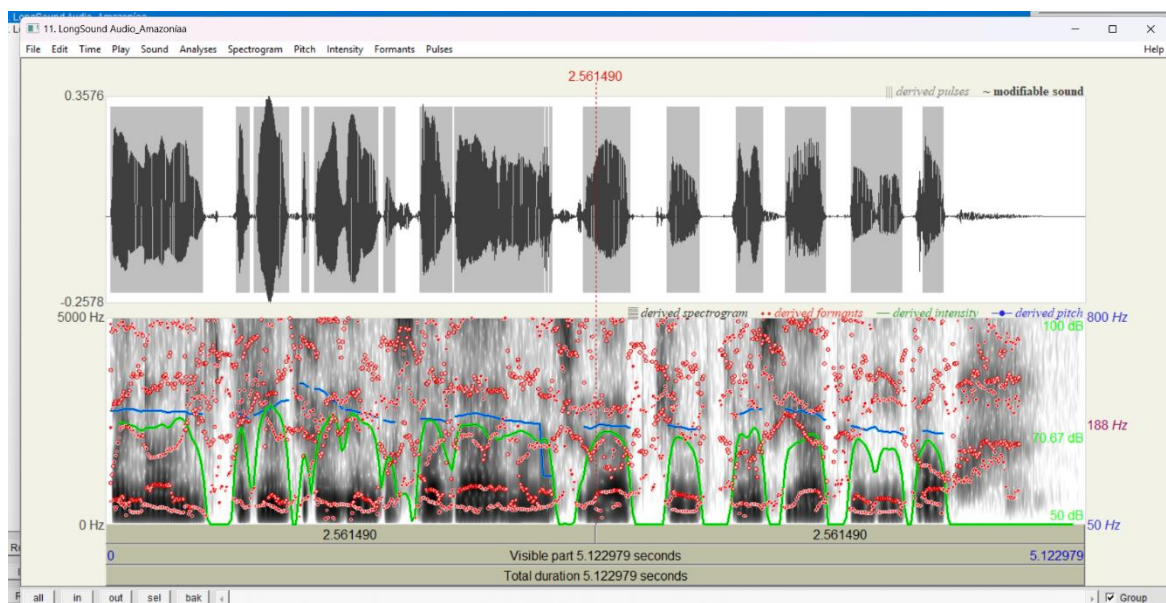 LongSound Audio_Amazoníaa
11. LongSound Audio_Amazoníaa
File Edit Time Play Sound Analyses Spectrogram Pitch Intensity Formants Pulses Help
2.561490
0.3576
derived pulses ~ modifiable sound
-0.2578
5000 Hz
derived spectrogram derived formants derived intensity derived pitch
100 dB
800 Hz
188 Hz
70.67 dB
50 dB
0 Hz
50 Hz
2.561490 2.561490
0 Visible part 5.122979 seconds 5.122979
Total duration 5.122979 seconds
all in out sel bak Group